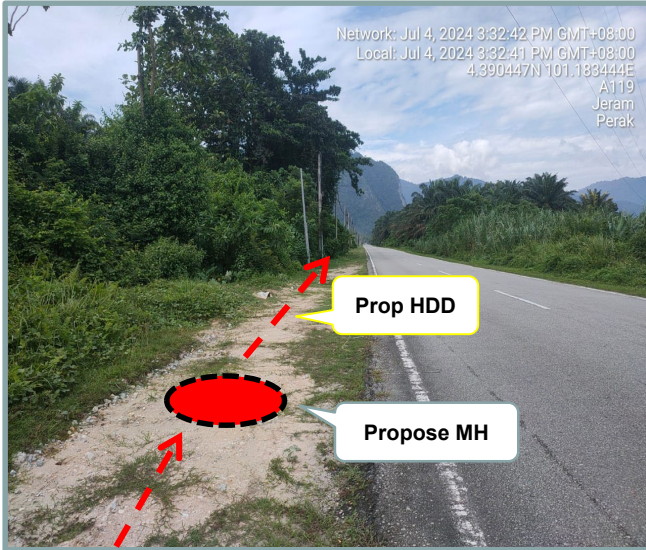 Network: Jul 4, 2024 3:32:42 PM GMT+08:00
Local: Jul 4, 2024 3:32:41 PM GMT+08:00
4.390447N 101.183444E
A119
Jeram
Perak
Prop HDD
Propose MH